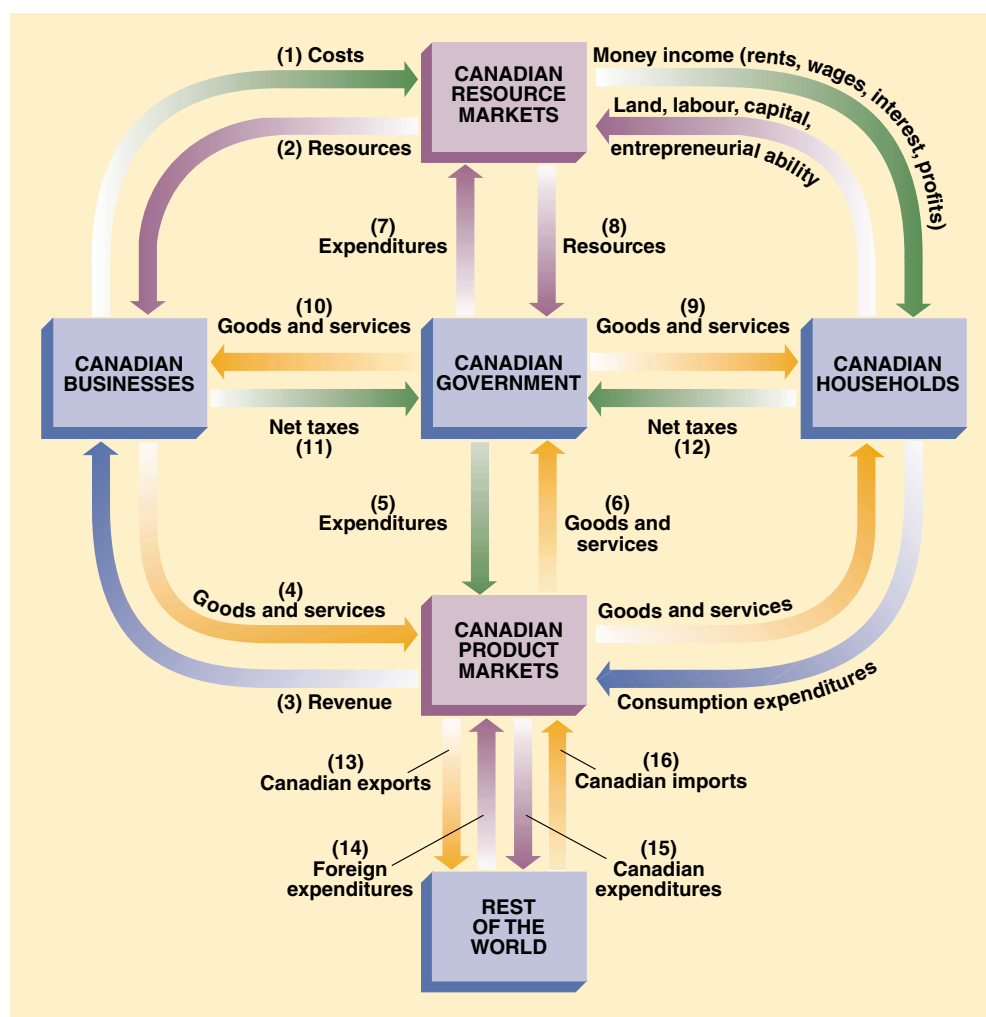 (1) Costs
CANADIAN
RESOURCE
MARKETS
Money income (rents, wages, interest, profits)
Land, labour, capital,
entrepreneurial ability
(2) Resources
(7)
Expenditures
(8)
Resources
(10)
Goods and services
(9)
Goods and services
CANADIAN
BUSINESSES
CANADIAN
GOVERNMENT
CANADIAN
HOUSEHOLDS
Net taxes
(11)
Net taxes
(12)
(5)
Expenditures
(6)
Goods and
services
(4)
Goods and services
CANADIAN
PRODUCT
MARKETS
Goods and services
(3) Revenue
Consumption expenditures
(13)
Canadian exports
(16)
Canadian imports
(14)
Foreign
expenditures
(15)
Canadian
expenditures
REST
OF THE
WORLD